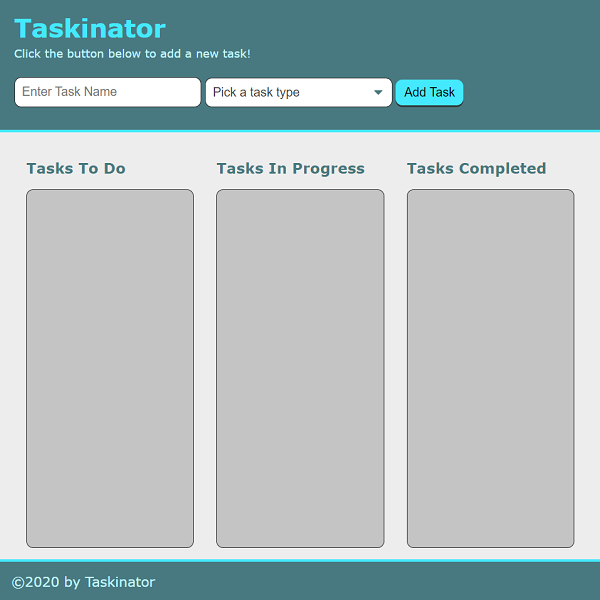 Taskinator
Click the button below to add a new task!
Enter Task Name
Pick a task type
Add Task
Tasks To Do
Tasks In Progress
Tasks Completed
©2020 by Taskinator